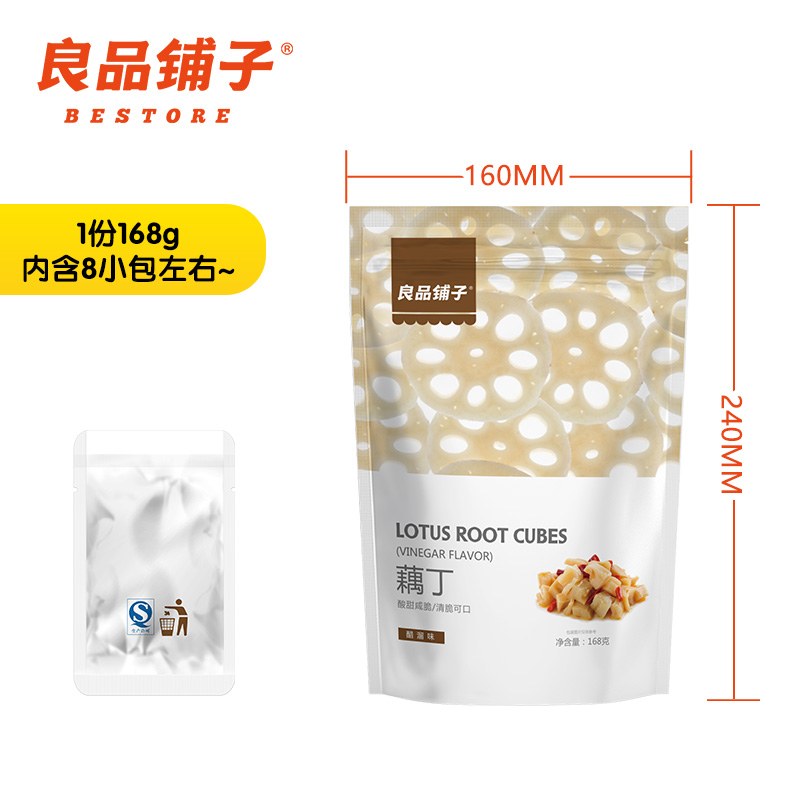 良品铺子®
BESTORE
160MM
1份168g
内含8小包左右~
良品铺子®
240MM
LOTUS ROOT CUBES
(VINEGAR FLAVOR)
藕丁
酸甜咸脆/清脆可口
醋溜味
净含量：168克